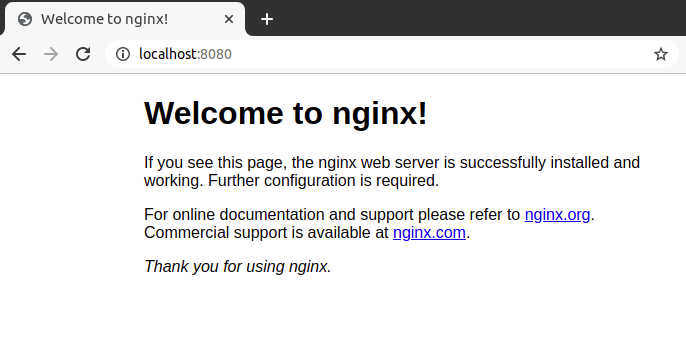 Welcome to nginx!
localhost:8080
Welcome to nginx!
If you see this page, the nginx web server is successfully installed and
working. Further configuration is required.
For online documentation and support please refer to nginx.org.
Commercial support is available at nginx.com.
Thank you for using nginx.